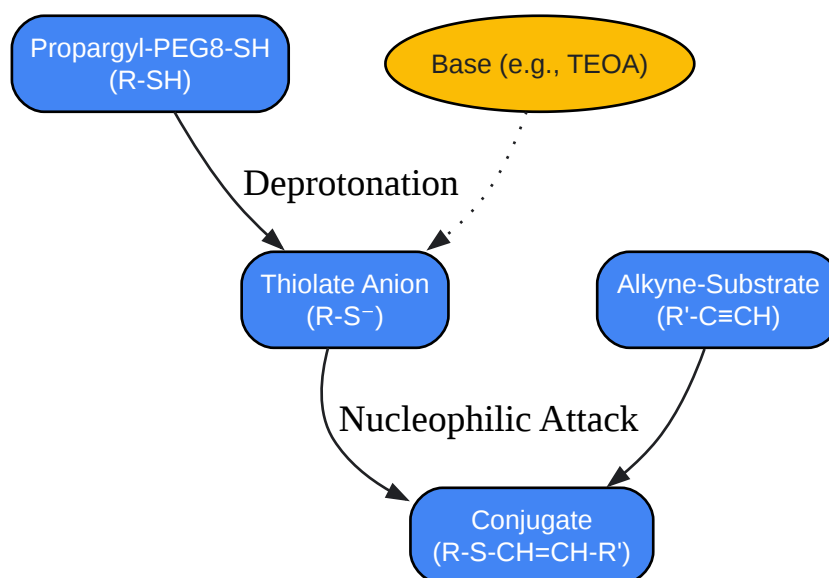 Propargyl-PEG8-SH
(R-SH)
Base (e.g., TEOA)
Deprotonation
Thiolate Anion
(R-S⁻)
Alkyne-Substrate
(R'-C≡CH)
Nucleophilic Attack
Conjugate
(R-S-CH=CH-R')